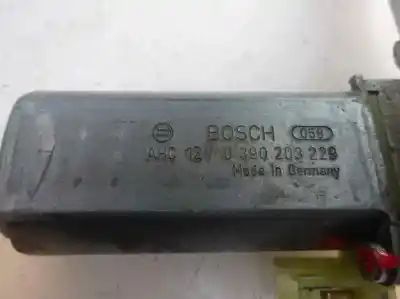 BOSCH 059
AHC 12V 0 390 203 229
Made in Germany